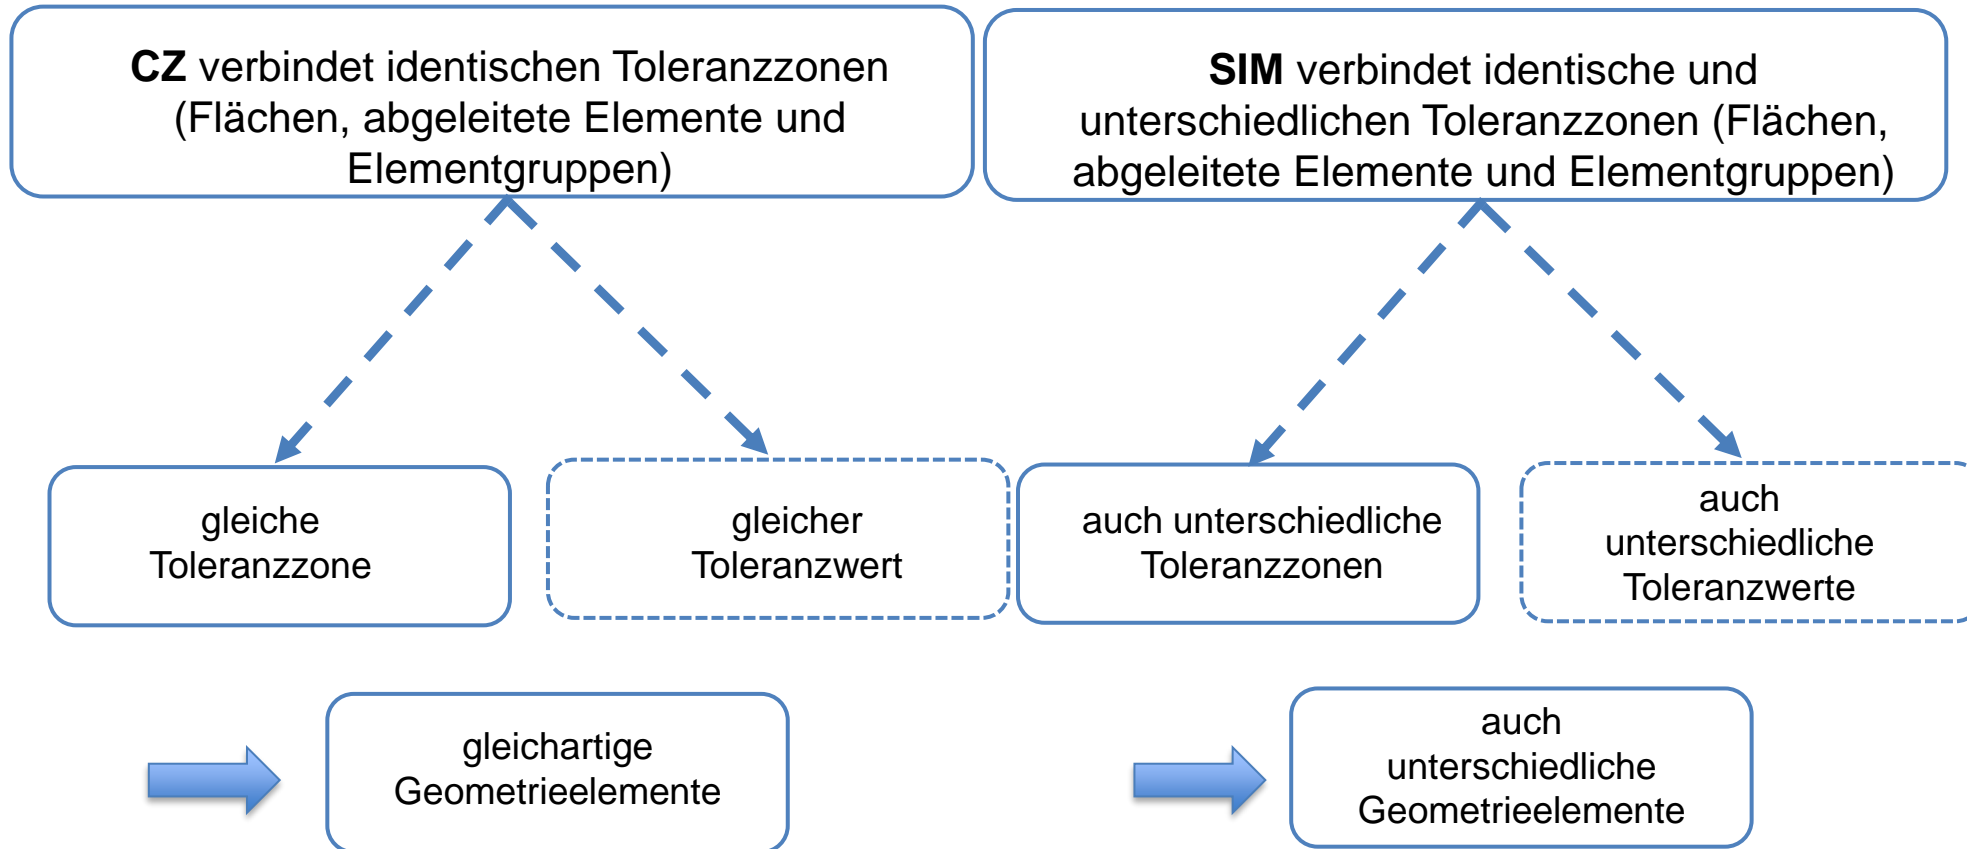 CZ verbindet identischen Toleranzzonen
(Flächen, abgeleitete Elemente und
Elementgruppen)
SIM verbindet identische und
unterschiedlichen Toleranzzonen (Flächen,
abgeleitete Elemente und Elementgruppen)
gleiche
Toleranzzone
gleicher
Toleranzwert
auch unterschiedliche
Toleranzzonen
auch
unterschiedliche
Toleranzwerte
gleichartige
Geometrieelemente
auch
unterschiedliche
Geometrieelemente